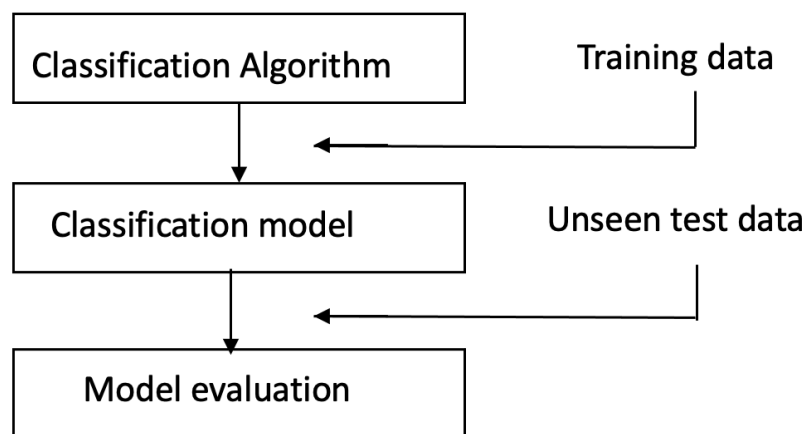 Classification Algorithm
Training data
Classification model
Unseen test data
Model evaluation